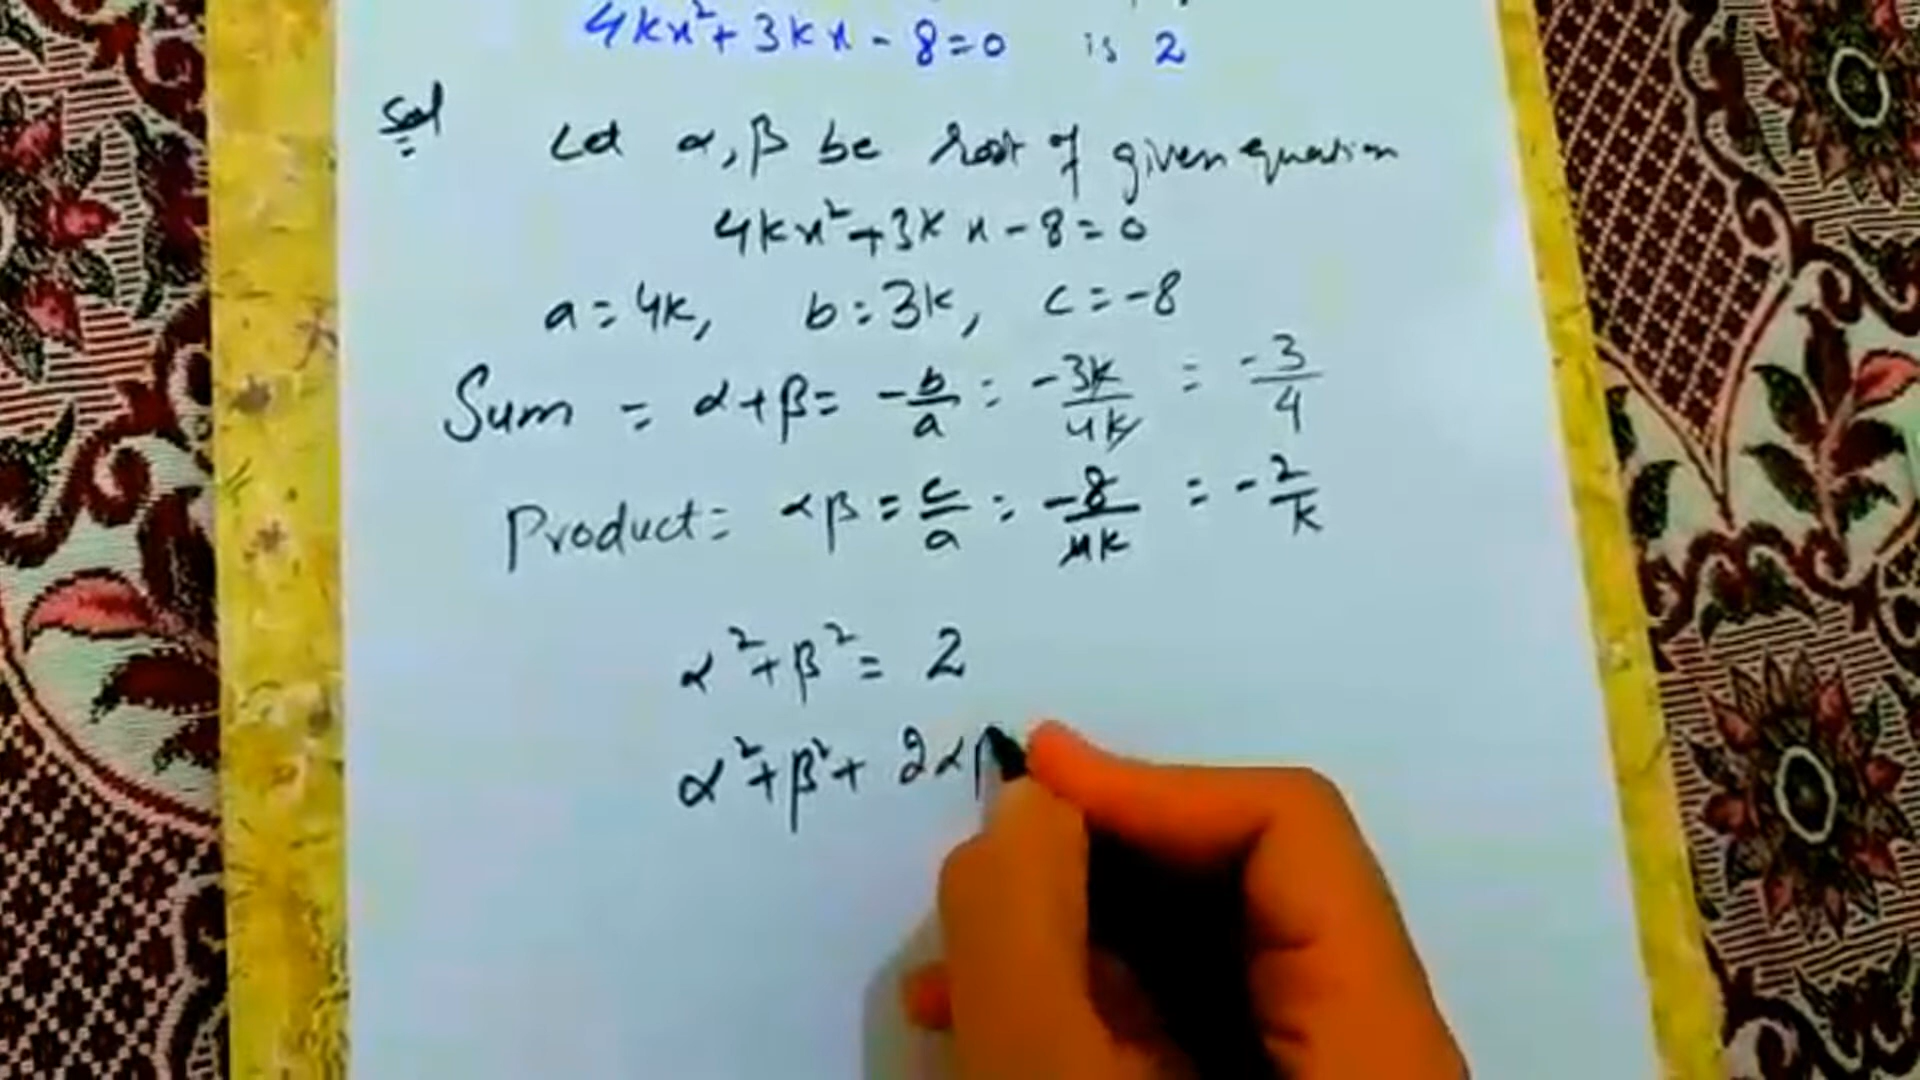 4kx²+3kx-8=0 is 2
Sol
Let α,β be root of given equation
4kx²+3kx-8=0
a=4k, b=3k, c=-8
Sum = α+β= -b/a = -3k/4k = -3/4
Product= αβ = c/a = -8/4k = -2/k
α²+β²= 2
α²+β²+ 2αβ